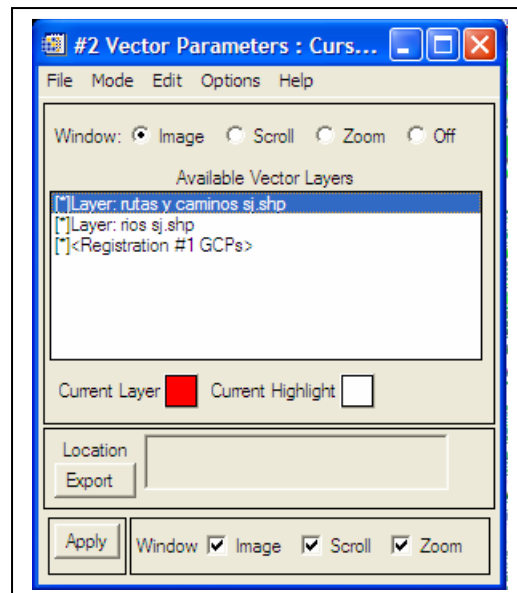 #2 Vector Parameters : Curs...
File Mode Edit Options Help
Window: Image Scroll Zoom Off
Available Vector Layers
[*]Layer: rutas y caminos sj.shp
[*]Layer: rios sj.shp
[*]<Registration #1 GCPs>
Current Layer Current Highlight
Location
Export
Apply Window Image Scroll Zoom